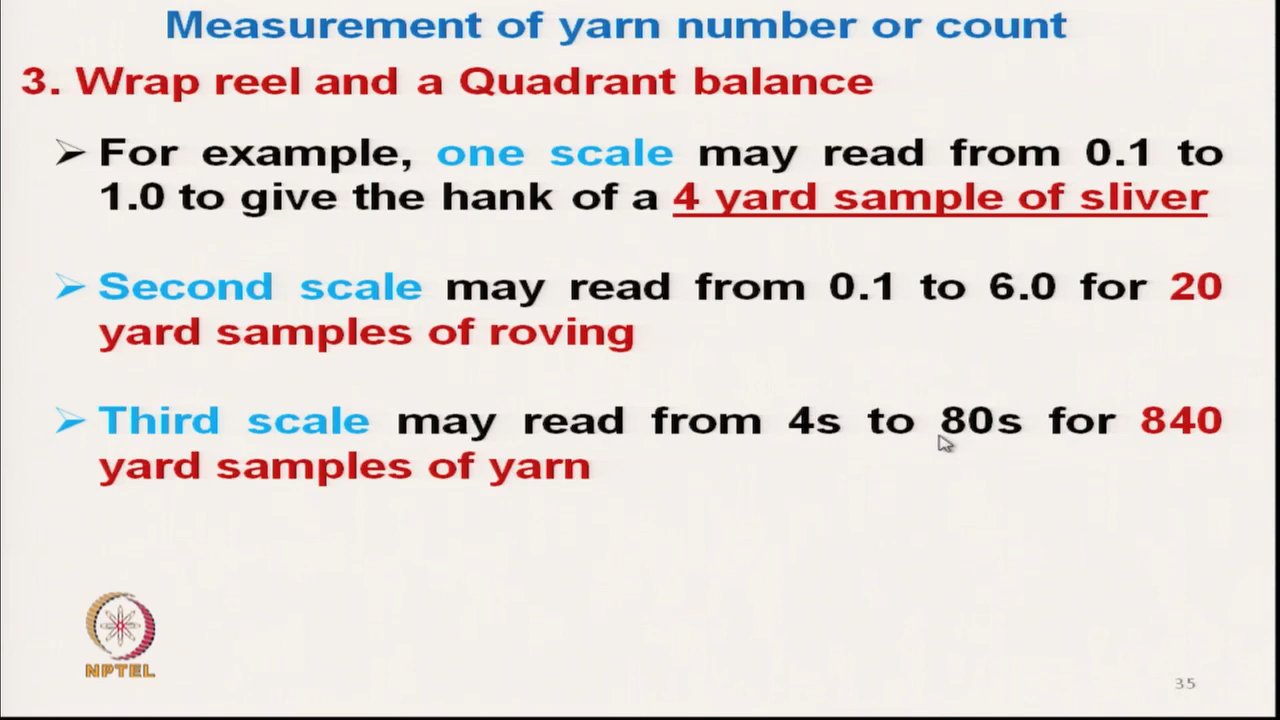 Measurement of yarn number or count
3. Wrap reel and a Quadrant balance
➢ For example, one scale may read from 0.1 to
1.0 to give the hank of a 4 yard sample of sliver
➢ Second scale may read from 0.1 to 6.0 for 20
yard samples of roving
➢ Third scale may read from 4s to 80s for 840
yard samples of yarn
NPTEL
35